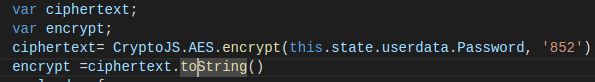 var ciphertext;
var encrypt;
ciphertext= CryptoJS.AES.encrypt(this.state.userdata.Password, '852')
encrypt =ciphertext.toString()